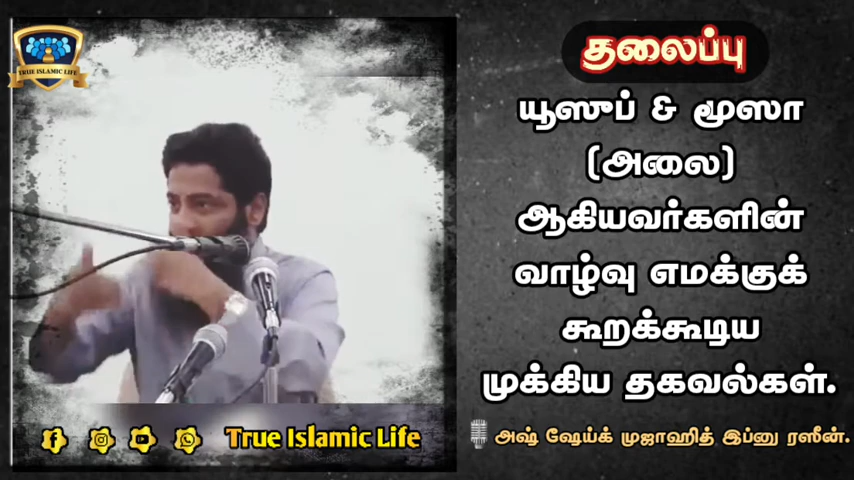 TRUE ISLAMIC LIFE
தலைப்பு
யூஸுப் & மூஸா
(அலை)
ஆகியவர்களின்
வாழ்வு எமக்குக்
கூறக்கூடிய
முக்கிய தகவல்கள்.
அஷ் ஷேய்க் முஜாஹித் இப்னு ரஸீன்.
True Islamic Life